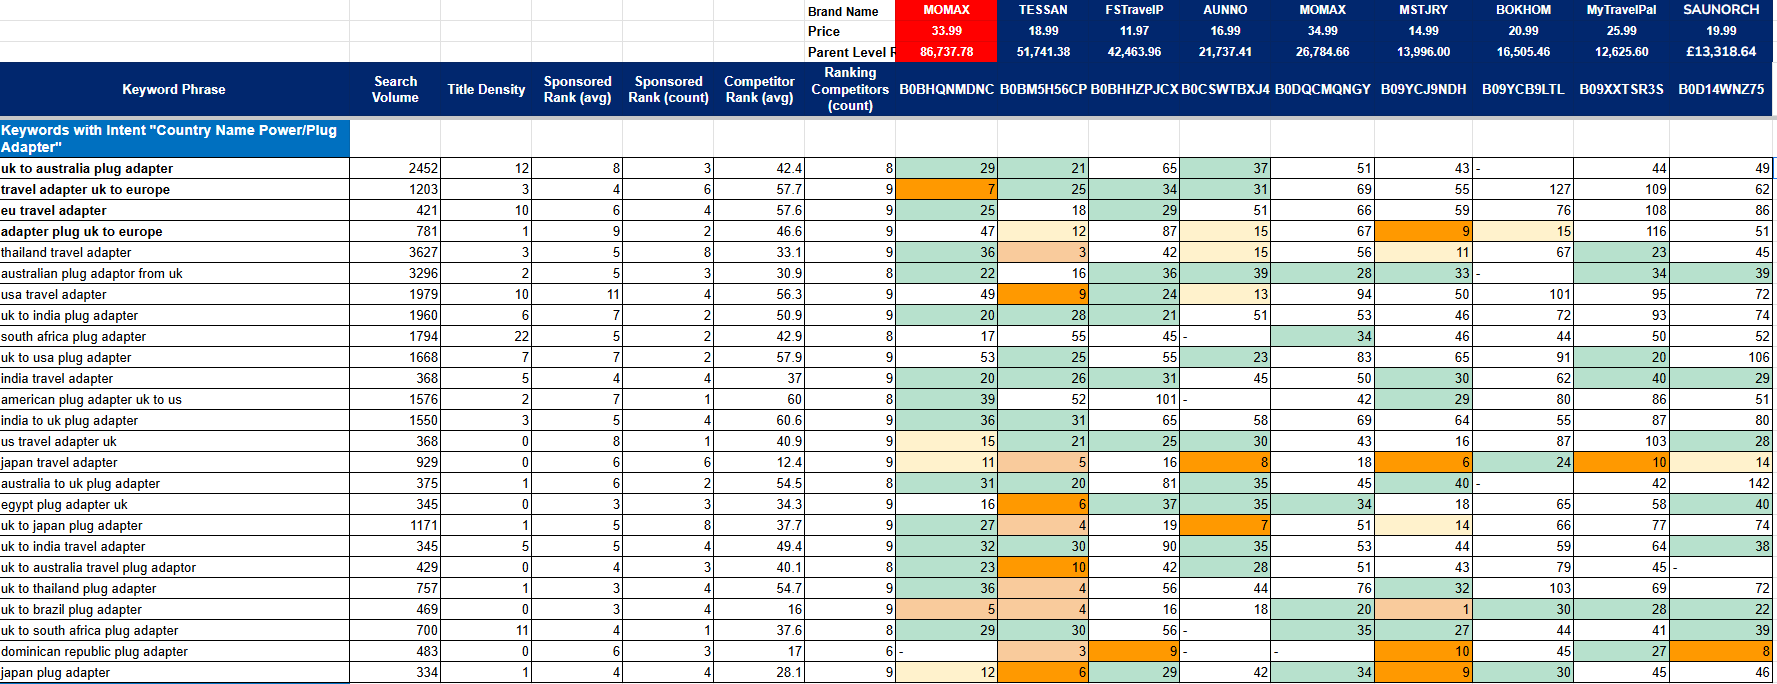 Brand Name MOMAX TESSAN FSTravelP AUNNO MOMAX MSTJRY BOKHOM MyTravelPal SAUNORCH
Price 33.99 18.99 11.97 16.99 34.99 14.99 20.99 25.99 19.99
Parent Level R 86,737.78 51,741.38 42,463.96 21,737.41 26,784.66 13,996.00 16,505.46 12,625.60 £13,318.64
Keyword Phrase Search Volume Title Density Sponsored Rank (avg) Sponsored Rank (count) Competitor Rank (avg) Ranking Competitors (count) B0BHQNMDNC B0BM5H56CP B0BHHZPJCX B0CSWTBXJ4 B0DQCMQNGY B09YCJ9NDH B09YCB9LTL B09XXTSR3S B0D14WNZ75
Keywords with Intent "Country Name Power/Plug
Adapter"
uk to australia plug adapter 2452 12 8 3 42.4 8 29 21 65 37 51 43 - 44 49
travel adapter uk to europe 1203 3 4 6 57.7 9 7 25 34 31 69 55 127 109 62
eu travel adapter 421 10 6 4 57.6 9 25 18 29 51 66 59 76 108 86
adapter plug uk to europe 781 1 9 2 46.6 9 47 12 87 15 67 9 15 116 51
thailand travel adapter 3627 3 5 8 33.1 9 36 3 42 15 56 11 67 23 45
australian plug adaptor from uk 3296 2 5 3 30.9 8 22 16 36 39 28 33 - 34 39
usa travel adapter 1979 10 11 4 56.3 9 49 9 24 13 94 50 101 95 72
uk to india plug adapter 1960 6 7 2 50.9 9 20 28 21 51 53 46 72 93 74
south africa plug adapter 1794 22 5 2 42.9 8 17 55 45 - 34 46 44 50 52
uk to usa plug adapter 1668 7 7 2 57.9 9 53 25 55 23 83 65 91 20 106
india travel adapter 368 5 4 4 37 9 20 26 31 45 50 30 62 40 29
american plug adapter uk to us 1576 2 7 1 60 8 39 52 101 - 42 29 80 86 51
india to uk plug adapter 1550 3 5 4 60.6 9 36 31 65 58 69 64 55 87 80
us travel adapter uk 368 0 8 1 40.9 9 15 21 25 30 43 16 87 103 28
japan travel adapter 929 0 6 6 12.4 9 11 5 16 8 18 6 24 10 14
australia to uk plug adapter 375 1 6 2 54.5 8 31 20 81 35 45 40 - 42 142
egypt plug adapter uk 345 0 3 3 34.3 9 16 6 37 35 34 18 65 58 40
uk to japan plug adapter 1171 1 5 8 37.7 9 27 4 19 7 51 14 66 77 74
uk to india travel adapter 345 5 5 4 49.4 9 32 30 90 35 53 44 59 64 38
uk to australia travel plug adaptor 429 0 4 3 40.1 8 23 10 42 28 51 43 79 45 -
uk to thailand plug adapter 757 1 3 4 54.7 9 36 4 56 44 76 32 103 69 72
uk to brazil plug adapter 469 0 3 4 16 9 5 4 16 18 20 1 30 28 22
uk to south africa plug adapter 700 11 4 1 37.6 8 29 30 56 - 35 27 44 41 39
dominican republic plug adapter 483 0 6 3 17 6 - 3 9 - - 10 45 27 8
japan plug adapter 334 1 4 4 28.1 9 12 6 29 42 34 9 30 45 46